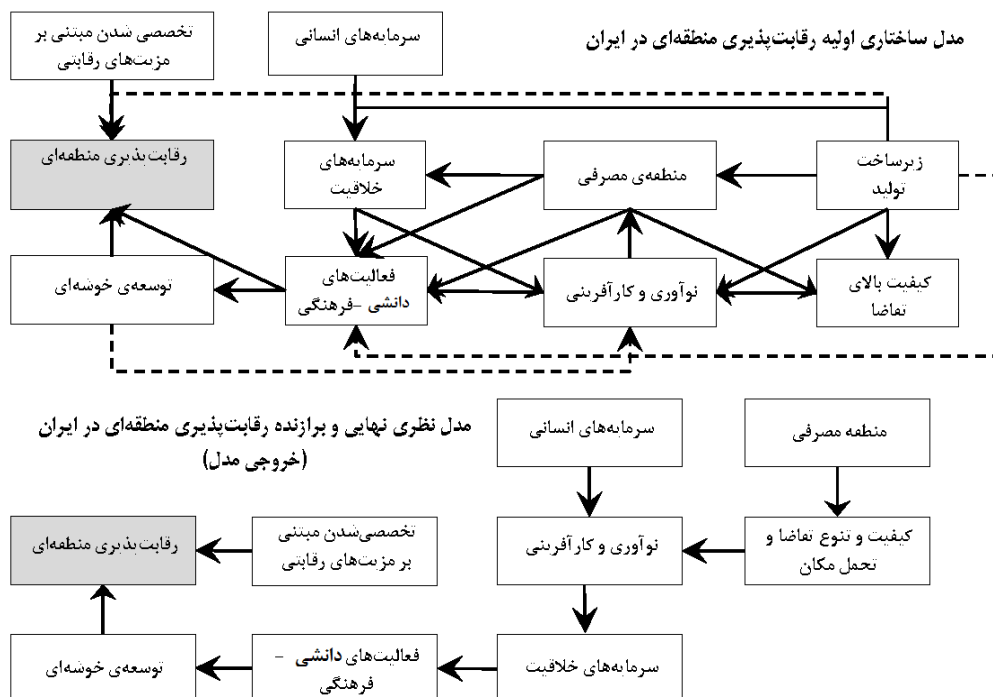 مدل ساختاری اولیه رقابت‌پذیری منطقه‌ای در ایران
سرمایه‌های انسانی
تخصصی شدن مبتنی بر
مزیت‌های رقابتی
زیرساخت
تولید
منطقه‌ی مصرفی
سرمایه‌های
خلاقیت
رقابت‌پذیری منطقه‌ای
کیفیت بالای
تفاضا
نوآوری و کارآفرینی
فعالیت‌های
دانشی –فرهنگی
توسعه‌ی خوشه‌ای
مدل نظری نهایی و برازنده رقابت‌پذیری منطقه‌ای در ایران
(خروجی مدل)
منطقه مصرفی
سرمایه‌های انسانی
کیفیت و تنوع تفاضا و
تحمل مکان
نوآوری و کارآفرینی
تخصصی‌شدن مبتنی
بر مزیت‌های رقابتی
رقابت‌پذیری منطقه‌ای
سرمایه‌های خلاقیت
فعالیت‌های دانشی –
فرهنگی
توسعه‌ی خوشه‌ای